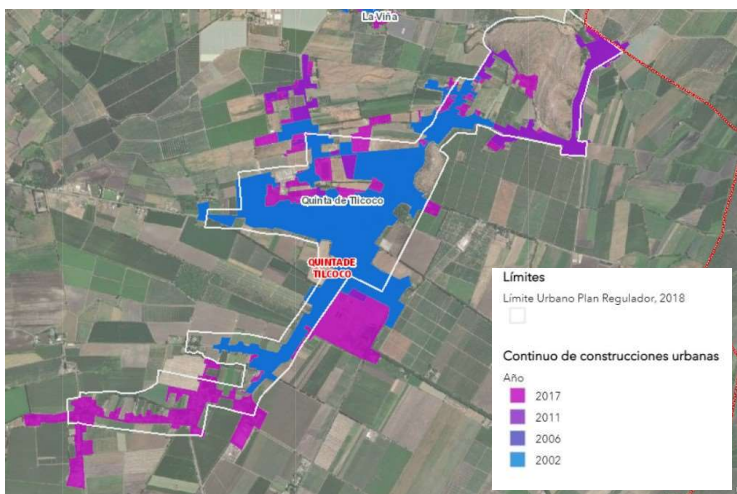 La Viña
Quinta de Tilcoco
QUINTA DE
TILCOCO
Límites
Límite Urbano Plan Regulador, 2018
Continuo de construcciones urbanas
Año
2017
2011
2006
2002